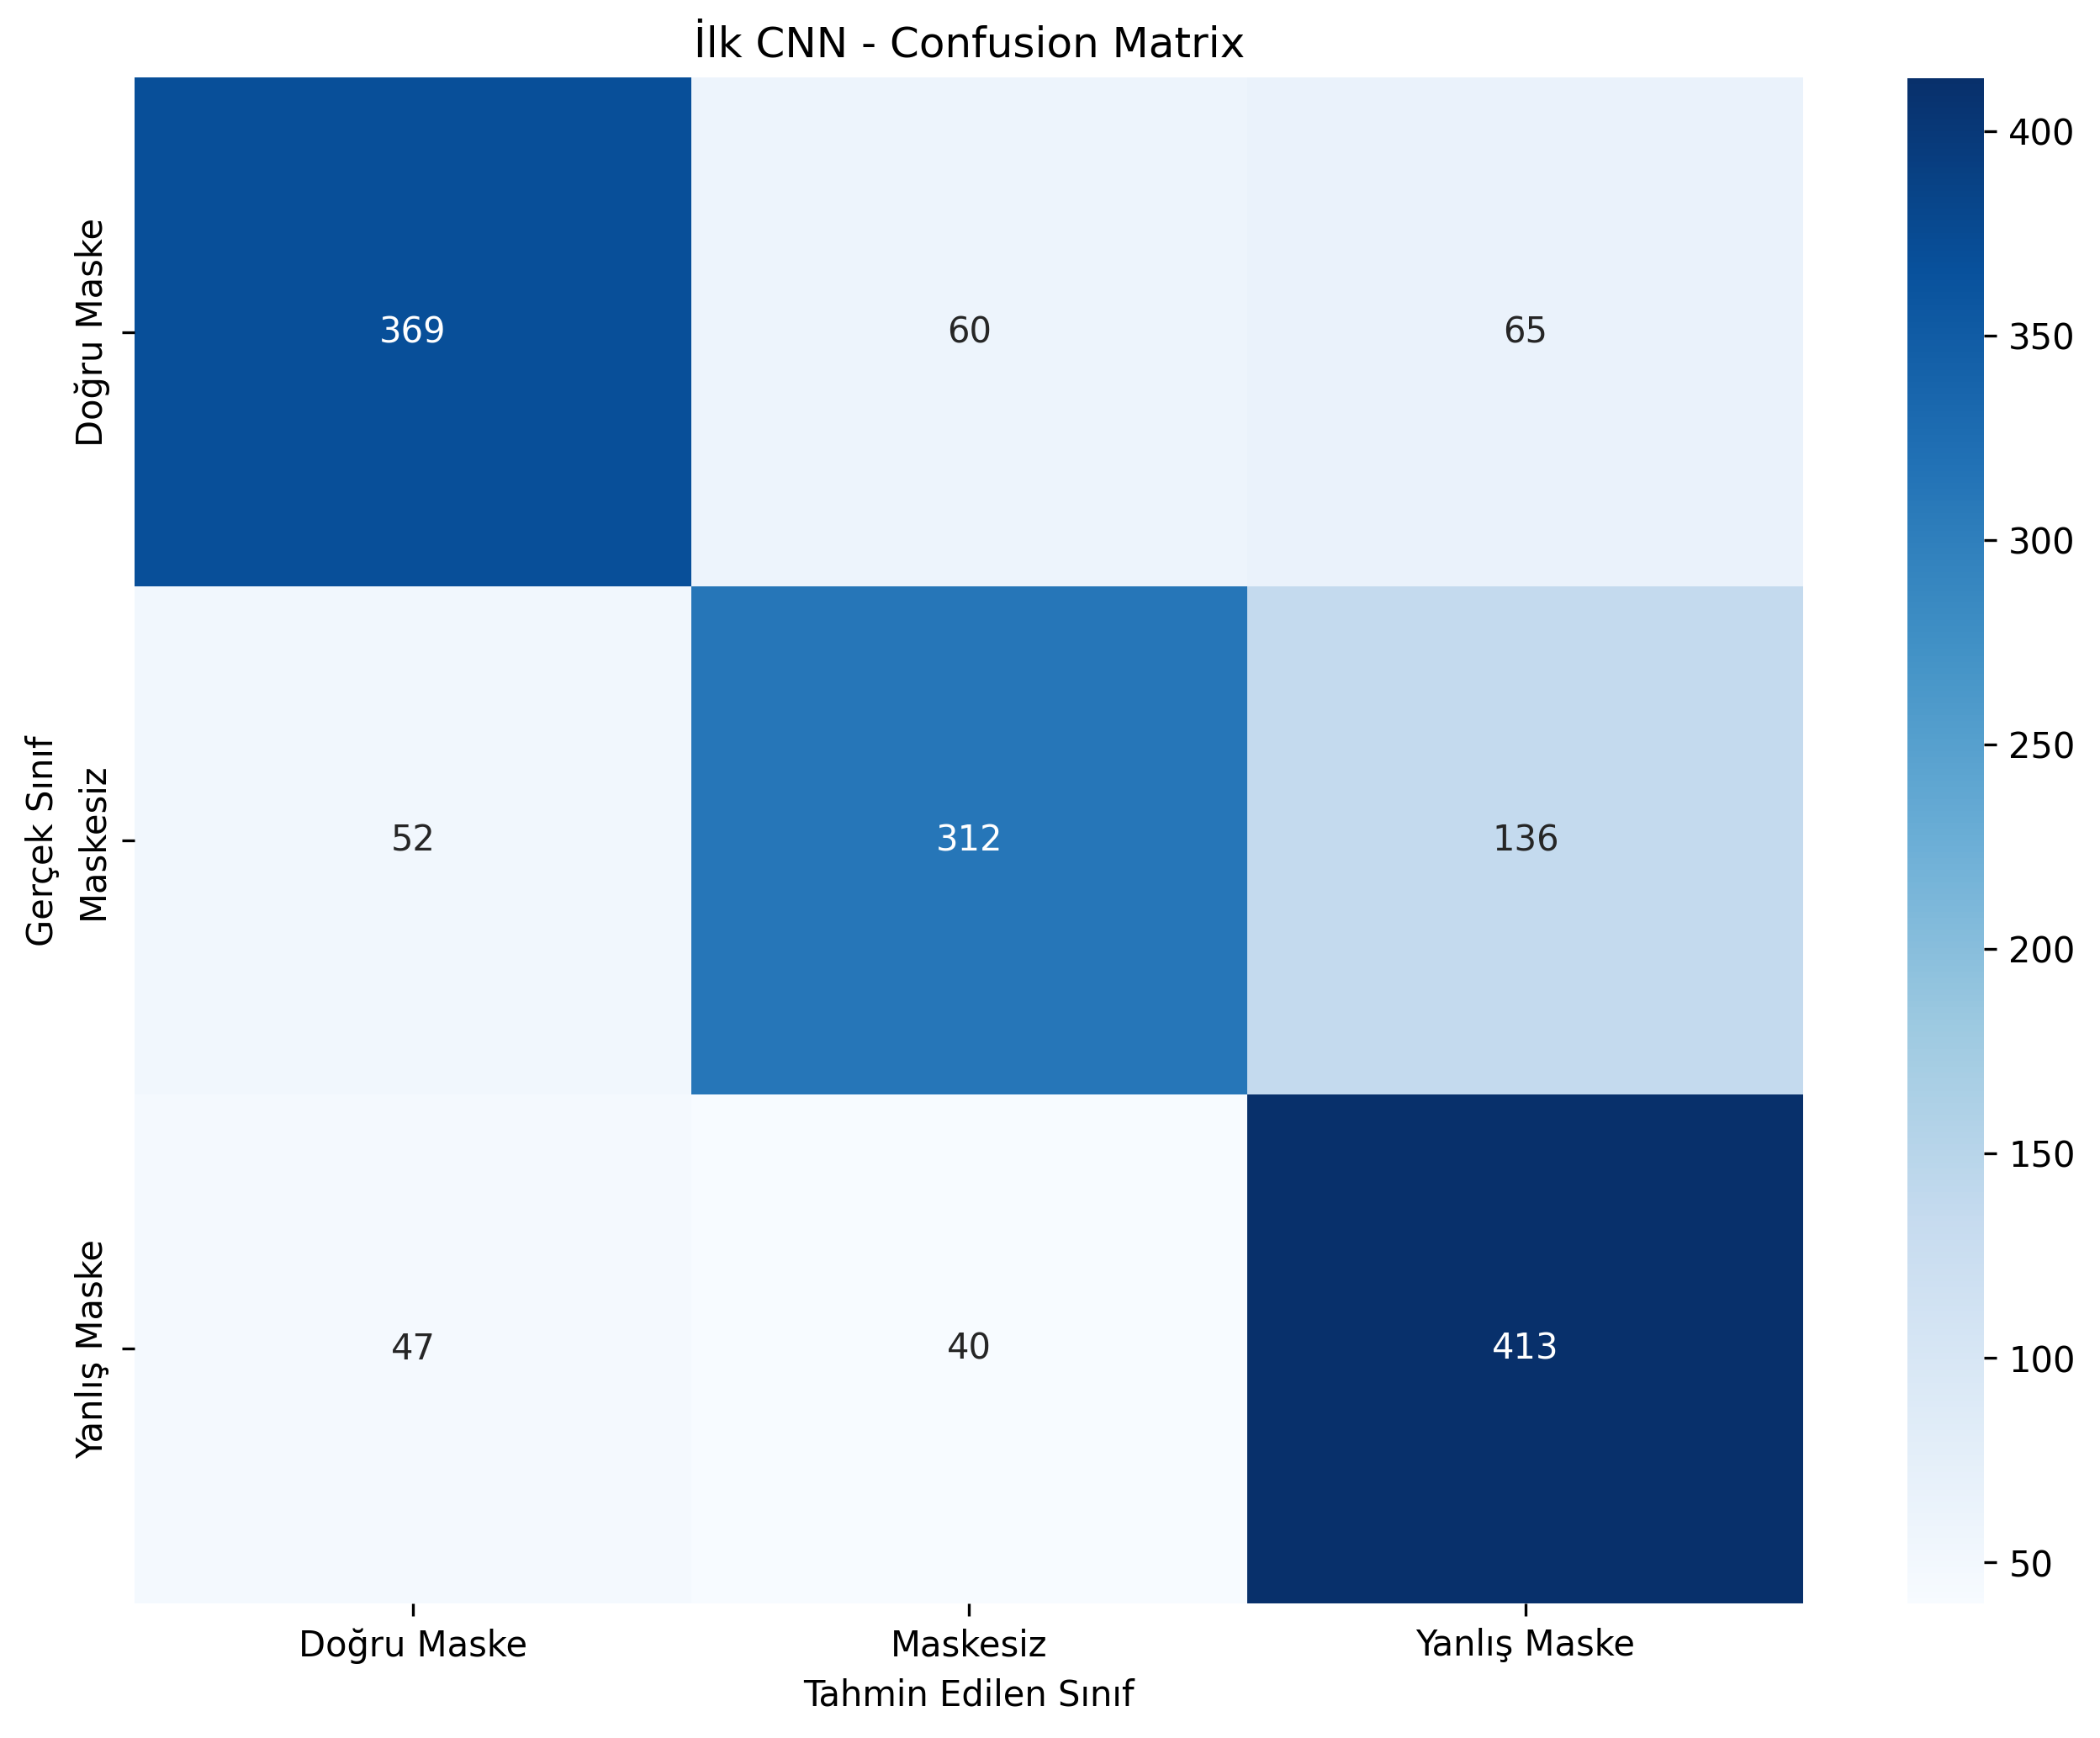 İlk CNN - Confusion Matrix
Gerçek Sınıf
Doğru Maske
369
60
65
Maskesiz
52
312
136
Yanlış Maske
47
40
413
Doğru Maske
Maskesiz
Yanlış Maske
Tahmin Edilen Sınıf
400
350
300
250
200
150
100
50